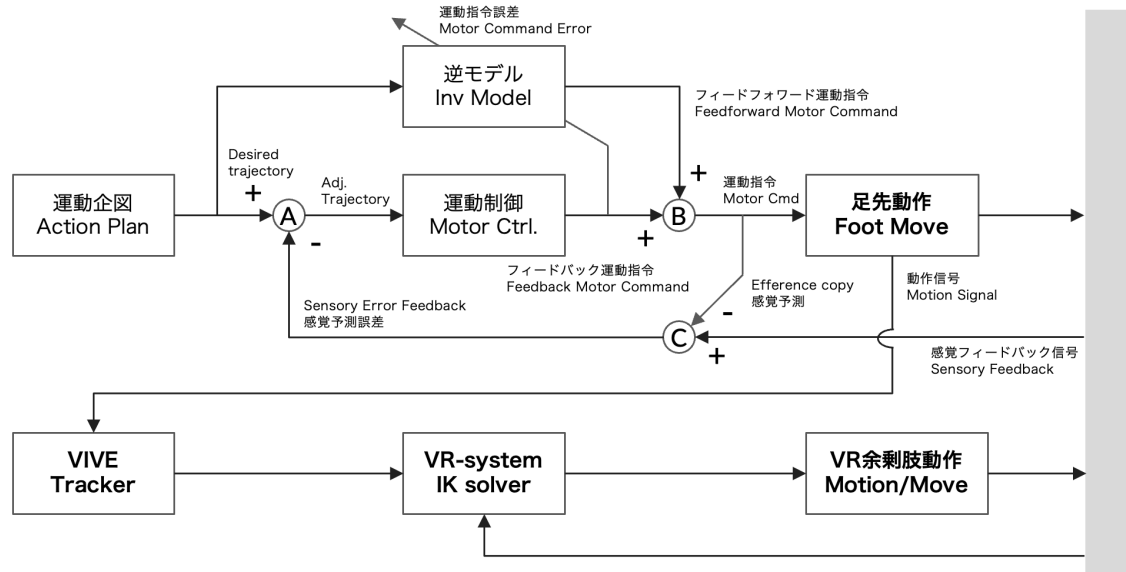 運動指令誤差
Motor Command Error
逆モデル
Inv Model
フィードフォワード運動指令
Feedforward Motor Command
Desired
trajectory
+
Adj.
Trajectory
+
運動指令
Motor Cmd
運動企図
Action Plan
A
運動制御
Motor Ctrl.
B
足先動作
Foot Move
-
+
フィードバック運動指令
Feedback Motor Command
Efference copy
感覚予測
動作信号
Motion Signal
Sensory Error Feedback
感覚予測誤差
-
C
+
感覚フィードバック信号
Sensory Feedback
VIVE
Tracker
VR-system
IK solver
VR余剰肢動作
Motion/Move